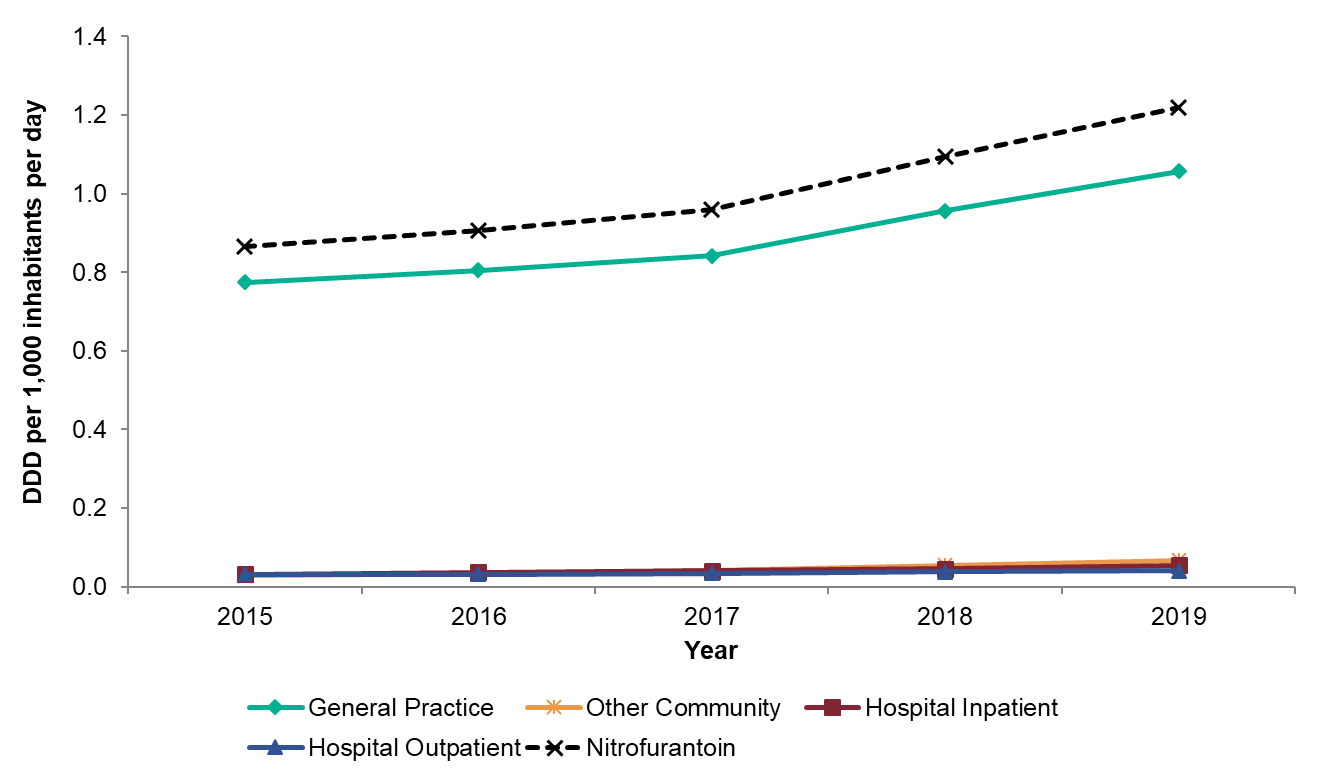 1.4
1.2
1.0
0.8
0.6
0.4
0.2
0.0
DDD per 1,000 inhabitants per day
2015 2016 2017 2018 2019
Year
General Practice Other Community Hospital Inpatient
Hospital Outpatient Nitrofurantoin